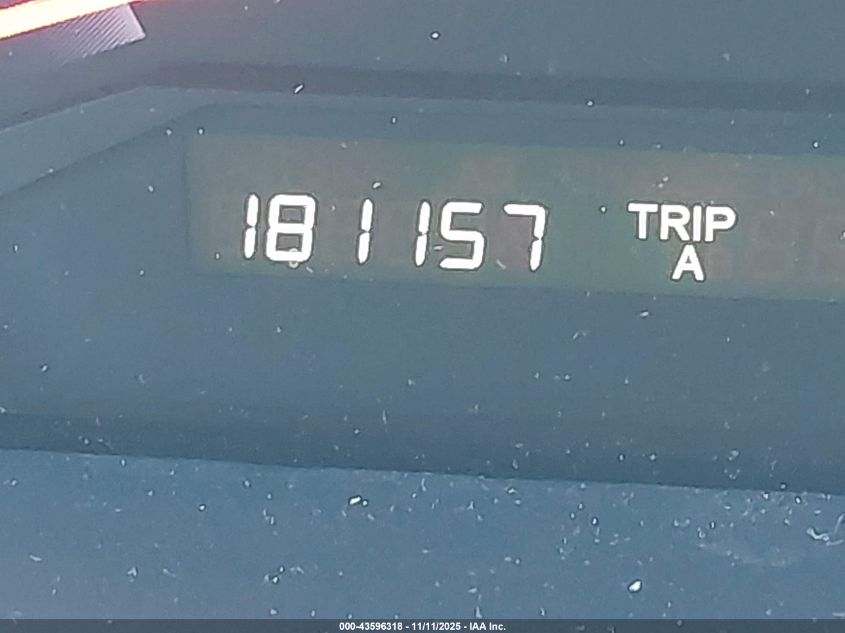 181157 TRIP
A
000-43596318 - 11/11/2025 - IAA Inc.